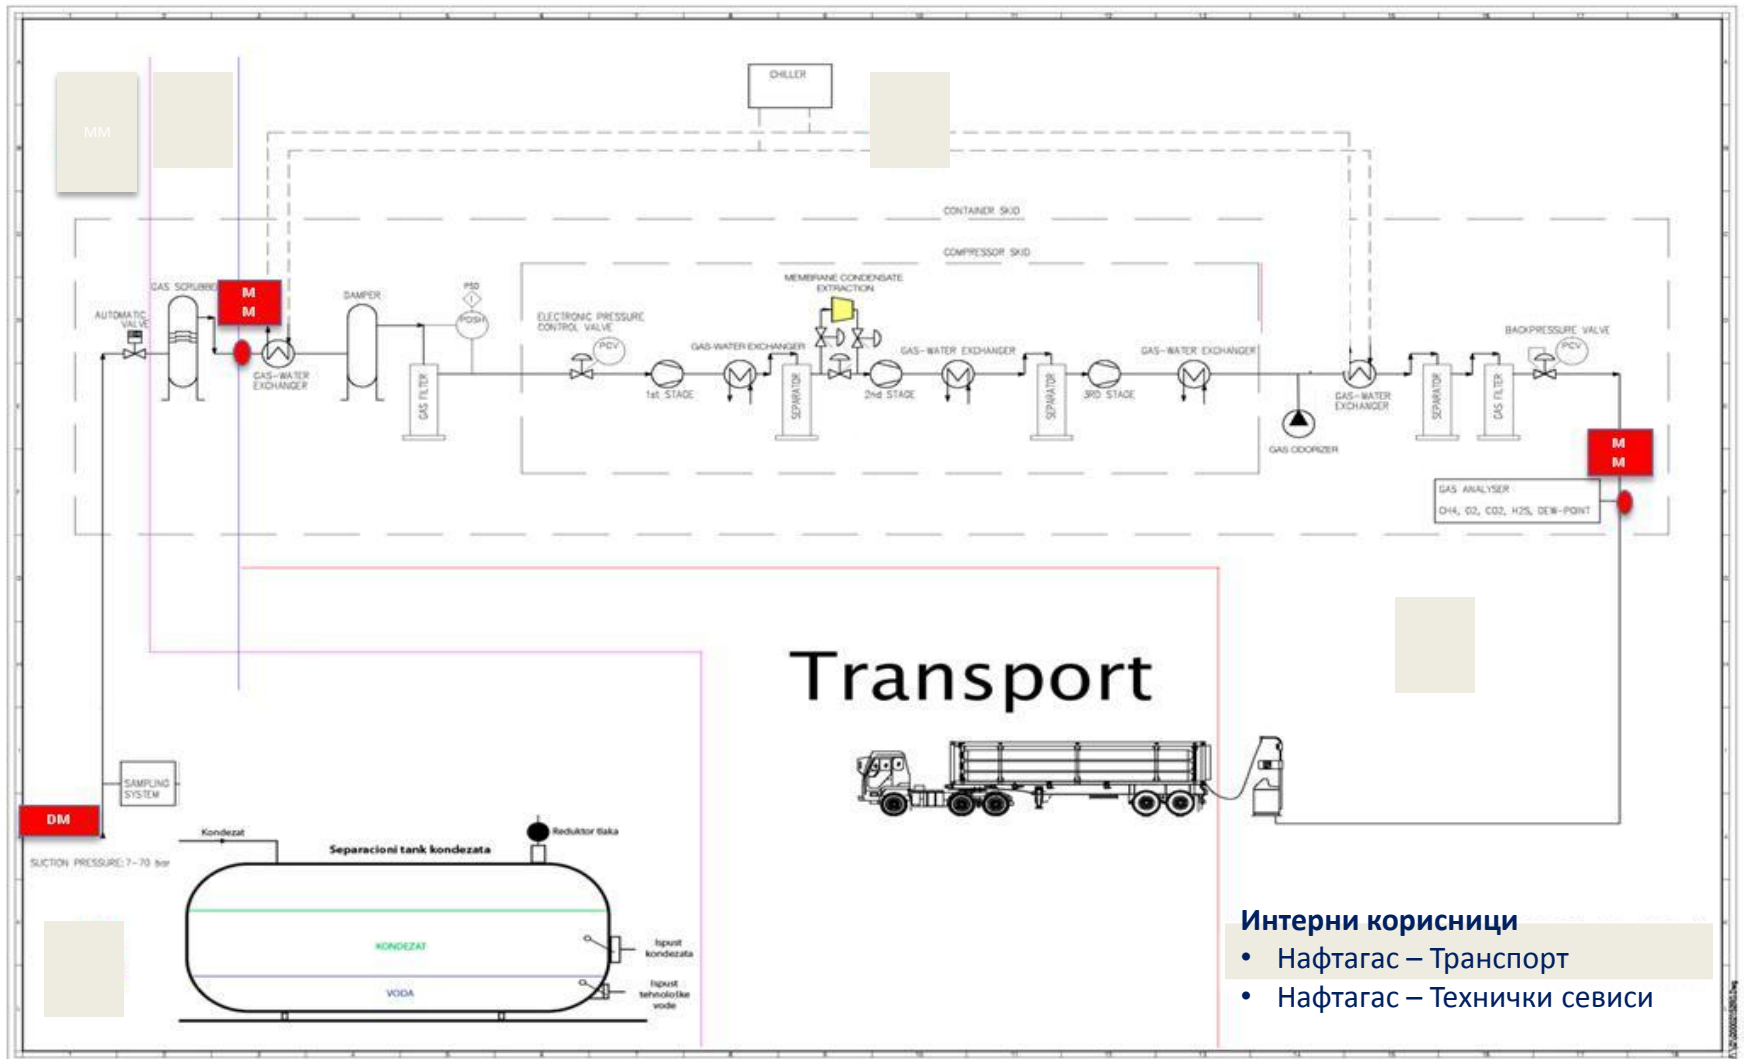 CHILLER
MM
CONTAINER SKID
COMPRESSOR SKID
MEMBRANE CONDENSATE
EXTRACTION
GAS SCRUBBE
M
M
DAMPER
PSD
I
PDSH
AUTOMATIC
VALVE
ELECTRONIC PRESSURE
CONTROL VALVE
PCV
BACKPRESSURE VALVE
PCV
GAS-WATER EXCHANGER
GAS-WATER EXCHANGER
GAS-WATER EXCHANGER
GAS-WATER
EXCHANGER
GAS FILTER
1st STAGE
SEPARATOR
2nd STAGE
SEPARATOR
3RD STAGE
GAS-WATER
EXCHANGER
SEPARATOR
GAS FILTER
GAS ODORIZER
M
M
GAS ANALYSER
CH4, O2, CO2, H2S, DEW-POINT
Transport
SAMPLING
SYSTEM
DM
SUCTION PRESSURE: 7-70 bar
Kondezat
Reduktor tlaka
Separacioni tank kondezata
KONDEZAT
Ispust
kondezata
VODA
Ispust
tehnološke
vode
Интерни корисници
• Нафтагас – Транспорт
• Нафтагас – Технички севиси